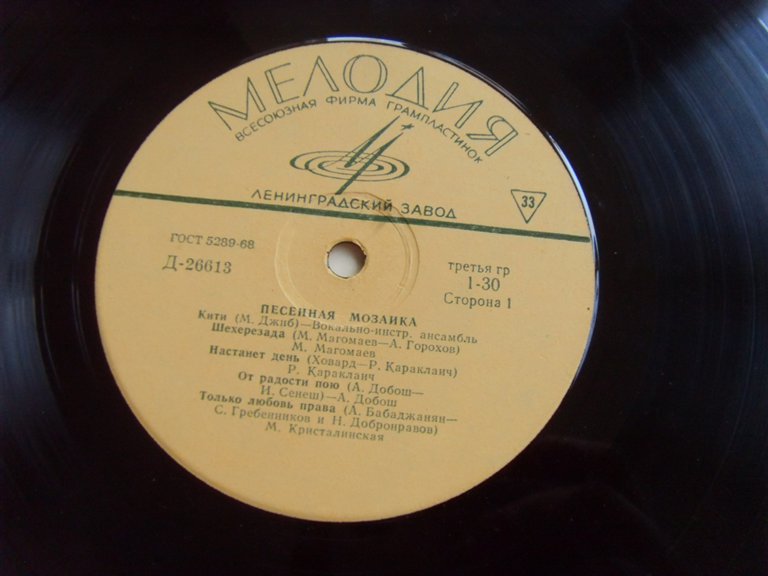 МЕЛОДИЯ
ВСЕСОЮЗНАЯ ФИРМА ГРАМПЛАСТИНОК
ЛЕНИНГРАДСКИЙ ЗАВОД
33
ГОСТ 5289-68
Д-26613
третья гр
1-30
Сторона 1
ПЕСЕННАЯ МОЗАИКА
Кити (М. Джиб)—Вокально-инстр. ансамбль
Шехерезада (М. Магомаев—А. Горохов)
М. Магомаев
Настанет день (Ховард—Р. Караклаич)
Р. Караклаич
От радости пою (А. Добош—
И. Сенеш)—А. Добош
Только любовь права (А. Бабаджанян—
С. Гребенников и Н. Добронравов)
М. Кристалинская